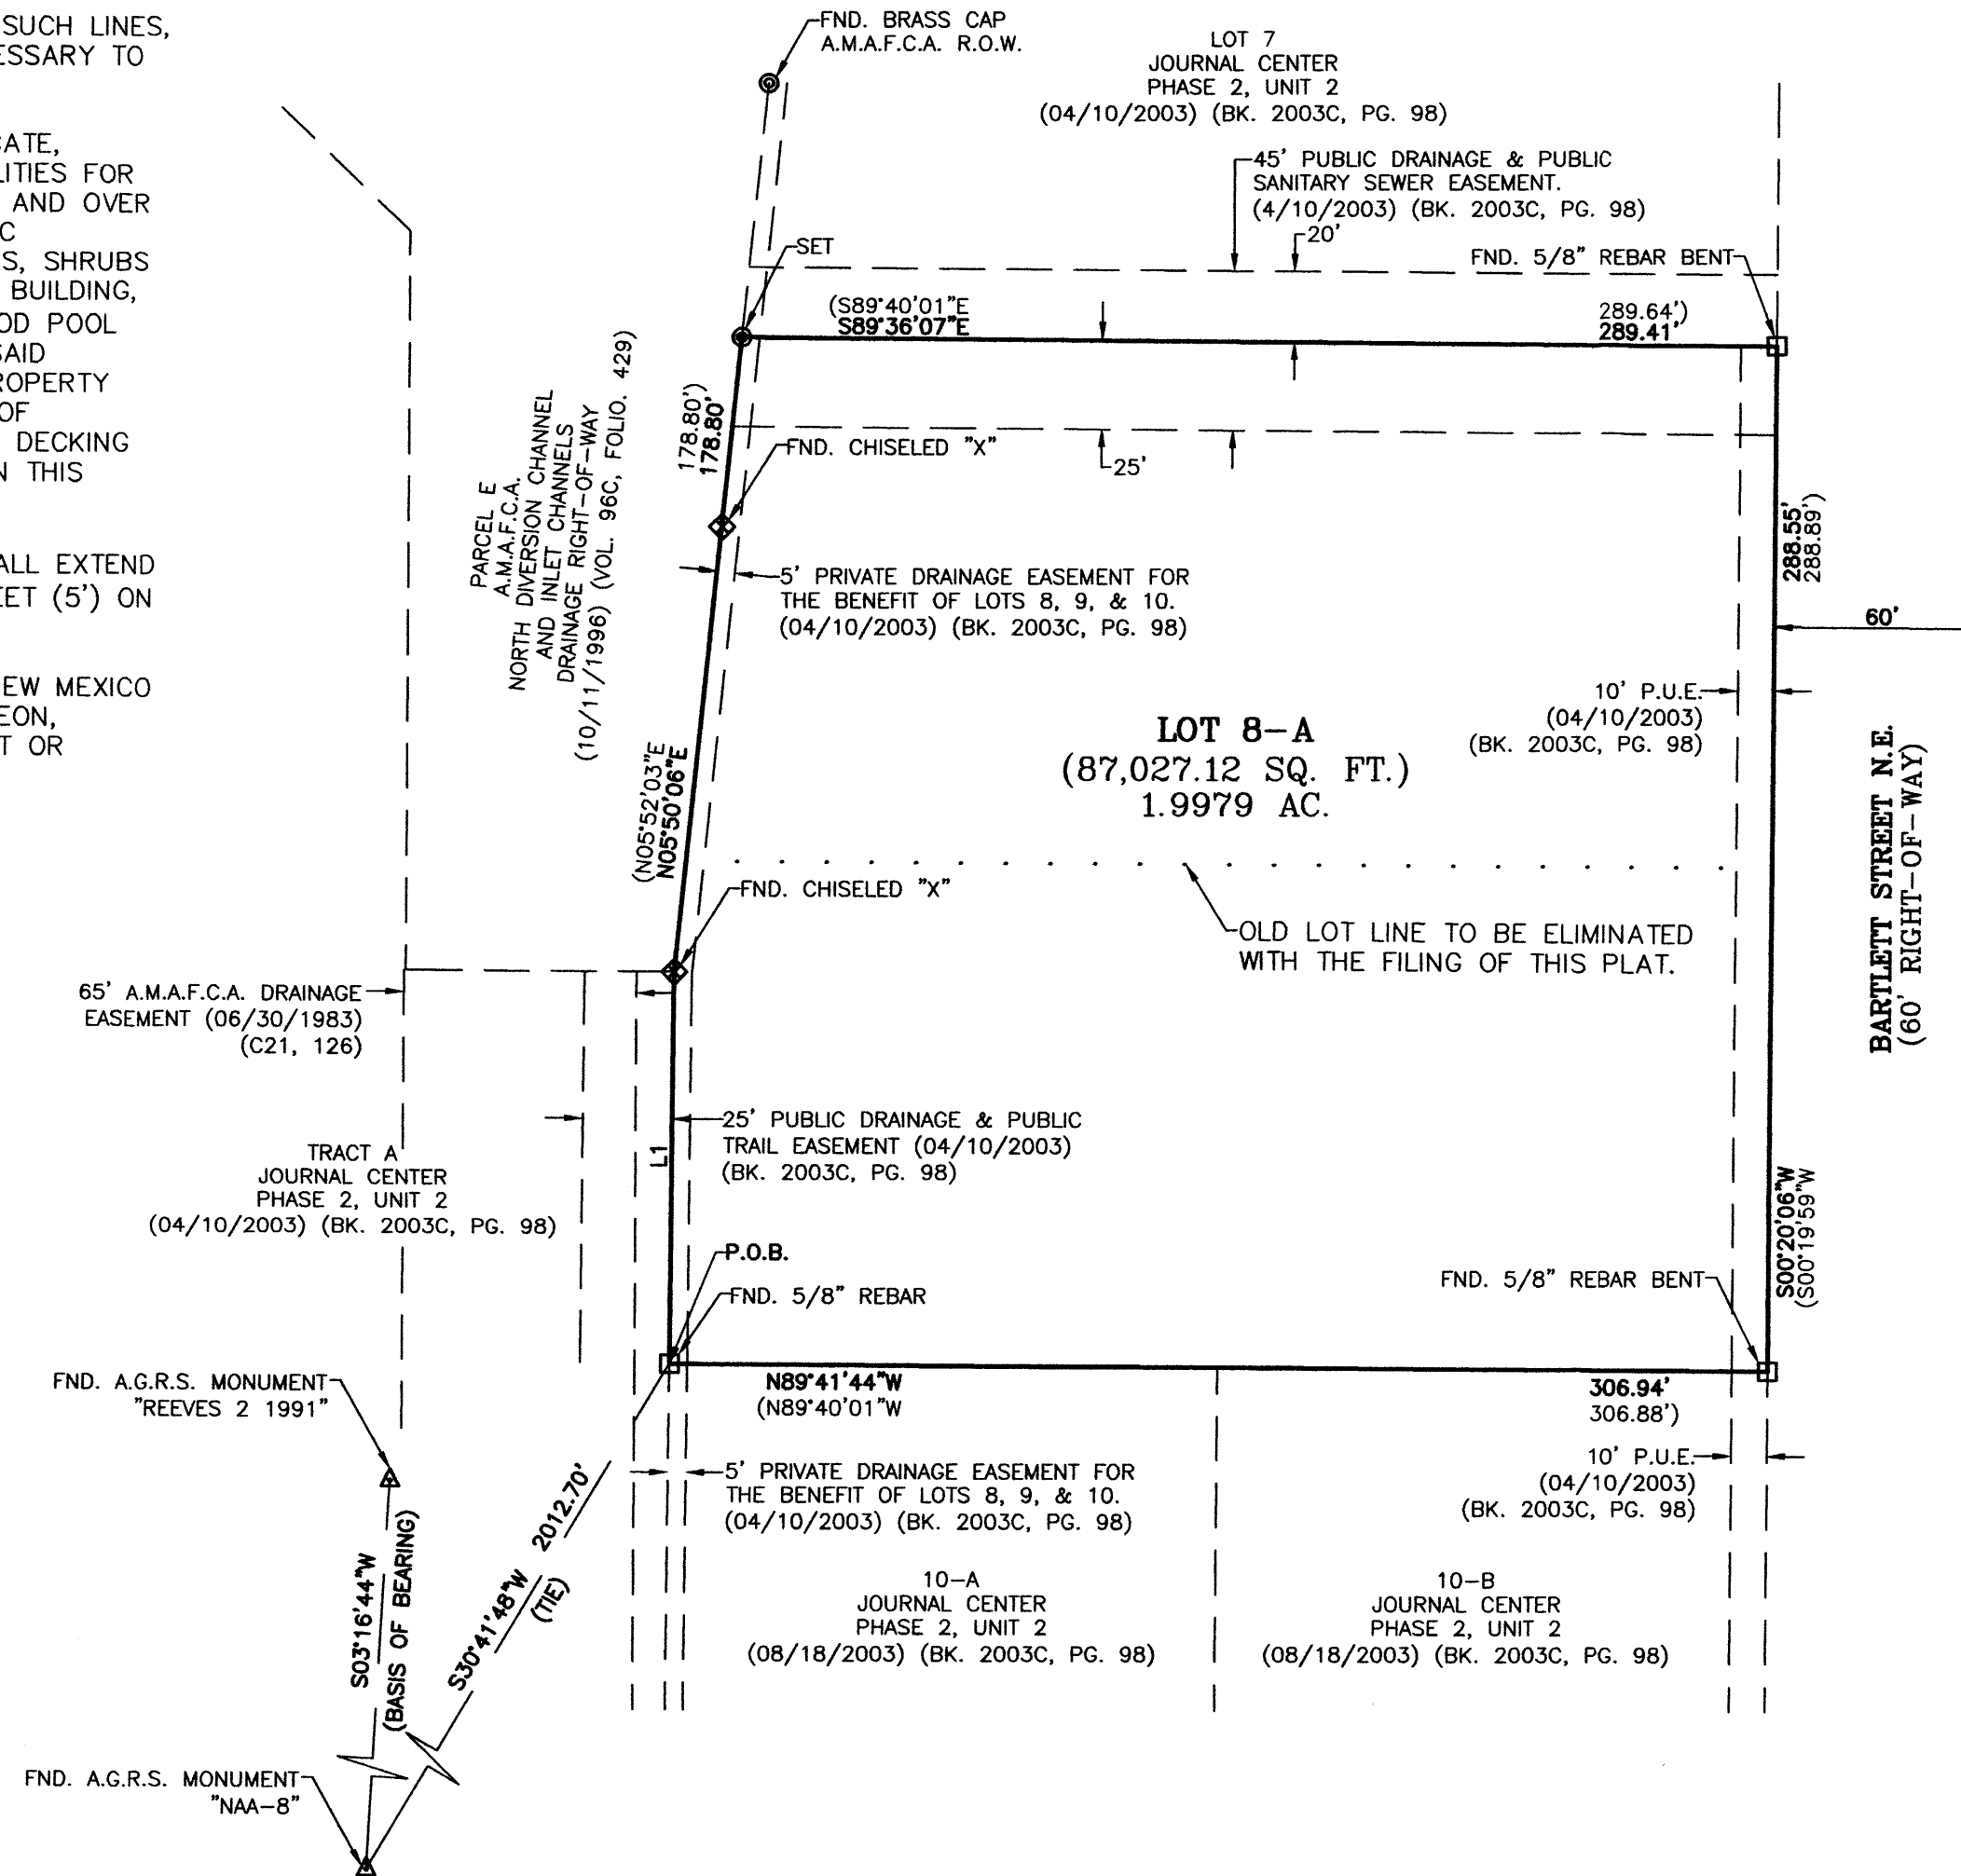 SUCH LINES,
ESSARY TO
CATE,
LITIES FOR
AND OVER
IC
S, SHRUBS
BUILDING,
OD POOL
SAID
ROPERTY
OF
DECKING
N THIS
ALL EXTEND
EET (5') ON
EW MEXICO
EON,
T OR
FND. BRASS CAP
A.M.A.F.C.A. R.O.W.
LOT 7
JOURNAL CENTER
PHASE 2, UNIT 2
(04/10/2003) (BK. 2003C, PG. 98)
45' PUBLIC DRAINAGE & PUBLIC
SANITARY SEWER EASEMENT.
(4/10/2003) (BK. 2003C, PG. 98)
20'
SET
FND. 5/8" REBAR BENT
(S89°40'01"E
S89°36'07"E
289.64')
289.41'
178.80')
178.80'
FND. CHISELED "X"
25'
PARCEL E
A.M.A.F.C.A.
NORTH DIVERSION CHANNEL
AND INLET CHANNELS
DRAINAGE RIGHT-OF-WAY
(10/11/1996) (VOL. 96C, FOLIO. 429)
288.55'
288.89')
5' PRIVATE DRAINAGE EASEMENT FOR
THE BENEFIT OF LOTS 8, 9, & 10.
(04/10/2003) (BK. 2003C, PG. 98)
60'
10' P.U.E.
(04/10/2003)
(BK. 2003C, PG. 98)
LOT 8-A
(87,027.12 SQ. FT.)
1.9979 AC.
(N05°52'03"E
N05°50'06"E
BARTLETT STREET N.E.
(60' RIGHT-OF-WAY)
FND. CHISELED "X"
OLD LOT LINE TO BE ELIMINATED
WITH THE FILING OF THIS PLAT.
65' A.M.A.F.C.A. DRAINAGE
EASEMENT (06/30/1983)
(C21, 126)
25' PUBLIC DRAINAGE & PUBLIC
TRAIL EASEMENT (04/10/2003)
(BK. 2003C, PG. 98)
L1
TRACT A
JOURNAL CENTER
PHASE 2, UNIT 2
(04/10/2003) (BK. 2003C, PG. 98)
S00°20'06"W
(S00°19'59"W
P.O.B.
FND. 5/8" REBAR
FND. 5/8" REBAR BENT
N89°41'44"W
(N89°40'01"W
306.94'
306.88')
FND. A.G.R.S. MONUMENT
"REEVES 2 1991"
5' PRIVATE DRAINAGE EASEMENT FOR
THE BENEFIT OF LOTS 8, 9, & 10.
(04/10/2003) (BK. 2003C, PG. 98)
10' P.U.E.
(04/10/2003)
(BK. 2003C, PG. 98)
S03°16'44"W
(BASIS OF BEARING)
S30°41'48"W 2012.70'
(TIE)
10-A
JOURNAL CENTER
PHASE 2, UNIT 2
(08/18/2003) (BK. 2003C, PG. 98)
10-B
JOURNAL CENTER
PHASE 2, UNIT 2
(08/18/2003) (BK. 2003C, PG. 98)
FND. A.G.R.S. MONUMENT
"NAA-8"